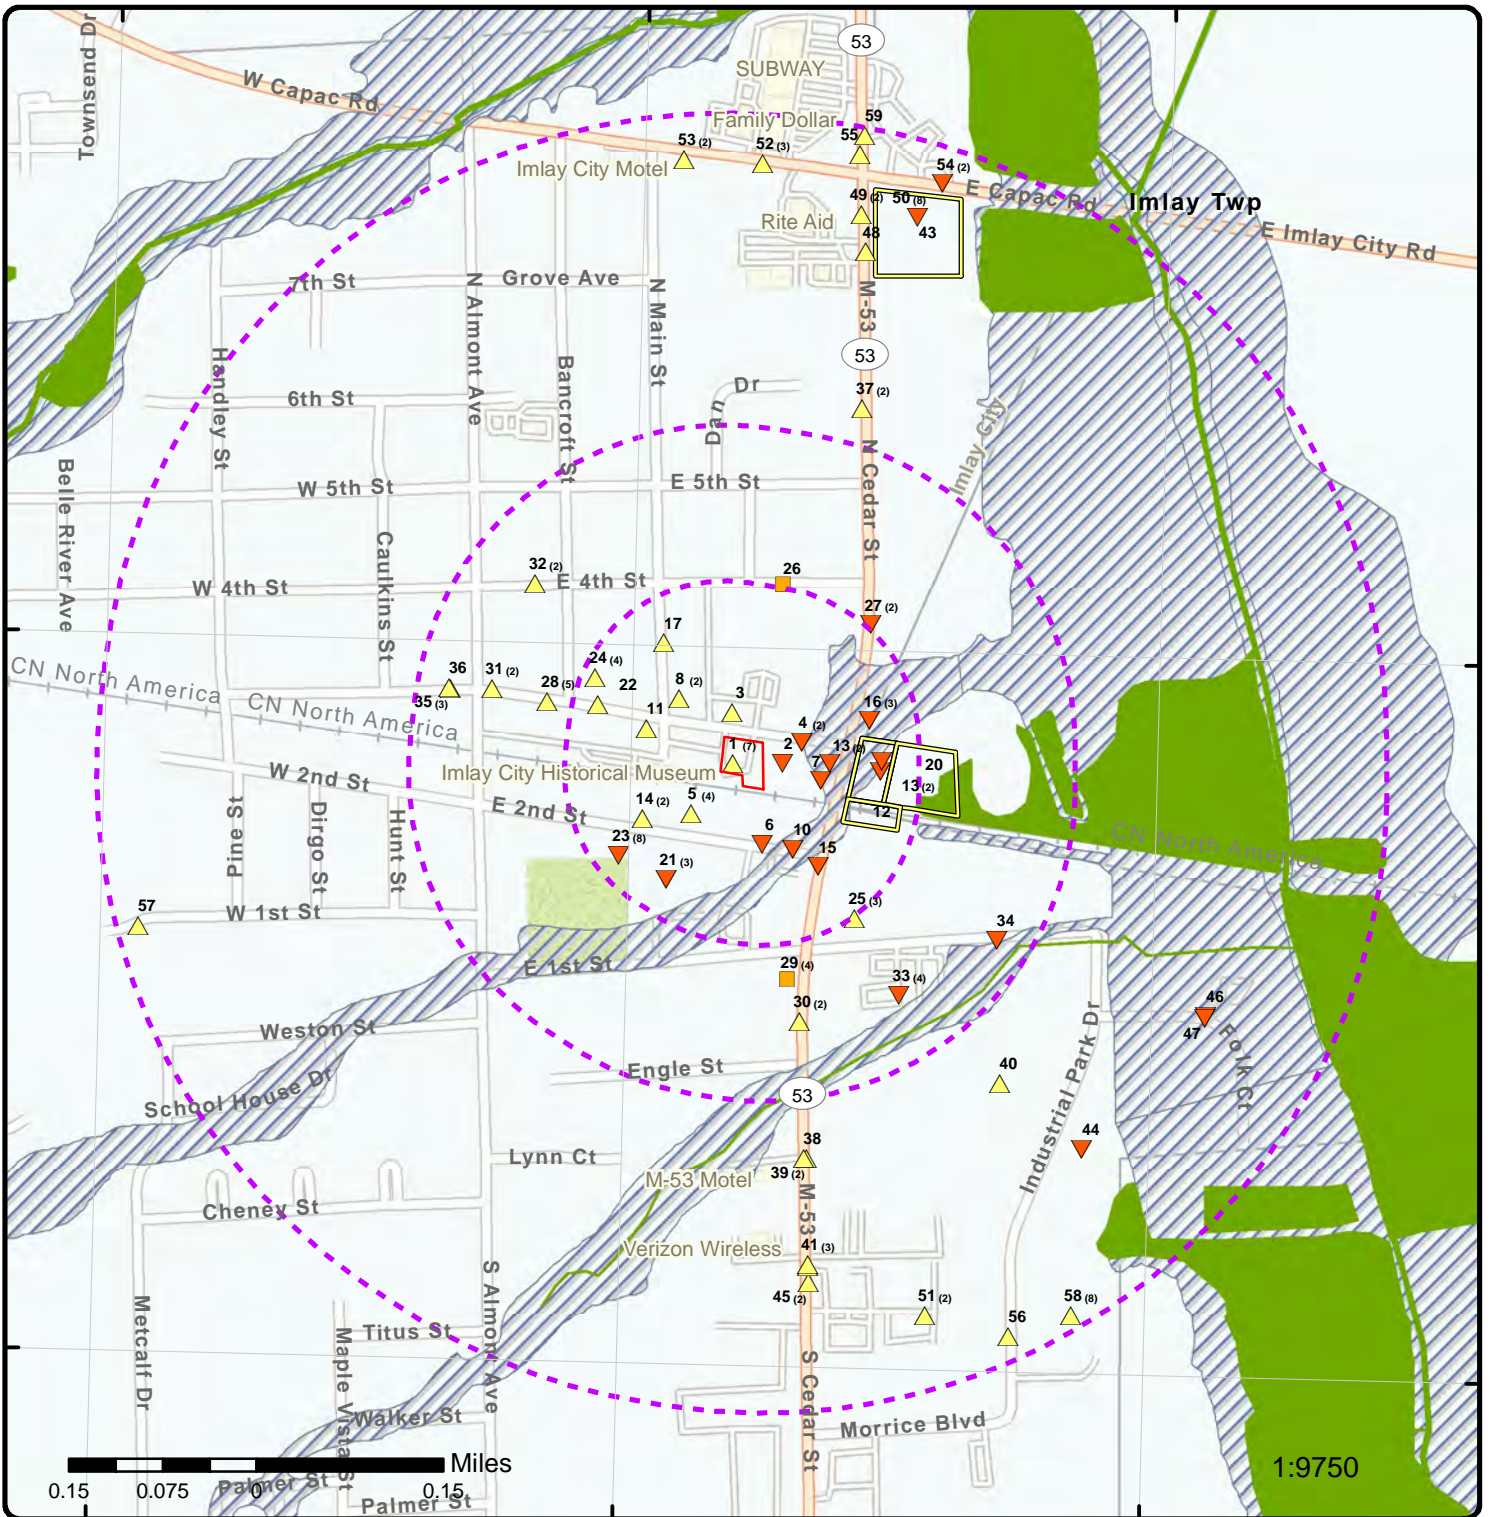 53
SUBWAY
Townsend Dr
W Capac Rd
Family Dollar
59
55
53 (2)
52 (3)
Imlay City Motel
54 (2)
E Capac Rd
Imlay Twp
E Imlay City Rd
50 (8)
43
49 (2)
Rite Aid
48
7th St
Grove Ave
N Almont Ave
N Main St
M-53
53
Handley St
Bancroft St
6th St
Dan Dr
37 (2)
Imlay City
N Cedar St
Belle River Ave
W 5th St
E 5th St
Caulkins St
W 4th St
32 (2)
E 4th St
26
27 (2)
17
CN North America
36
35 (3)
31 (2)
28 (5)
24 (4)
22
8 (2)
11
3
16 (3)
CN North America
4 (2)
1 (7)
2
13 (2)
7
20
13 (2)
12
Imlay City Historical Museum
W 2nd St
E 2nd St
14 (2)
5 (4)
6
10
15
CN North America
23 (8)
21 (3)
Pine St
Dirgo St
Hunt St
57
W 1st St
25 (3)
34
E 1st St
29 (4)
33 (4)
30 (2)
46
47
Folk Ct
Weston St
Engle St
40
School House Dr
53
Industrial Park Dr
44
38
39 (2)
Lynn Ct
M-53 Motel
M-53
Cheney St
Verizon Wireless
41 (3)
45 (2)
51 (2)
58 (8)
56
S Almont Ave
Metcalf Dr
Maple Vista St
Titus St
S Cedar St
Walker St
Morrice Blvd
Miles
1:9750
Palmer St
0.15 0.075 0 0.15
Palmer St